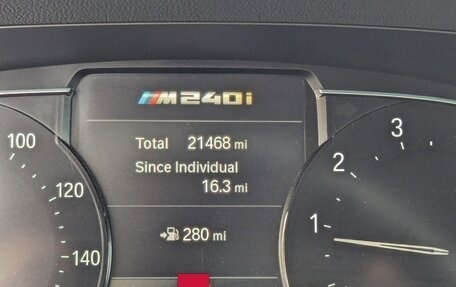 M240i
Total 21468 mi
Since Individual
16.3 mi
280 mi
100
120
140
3
2
1